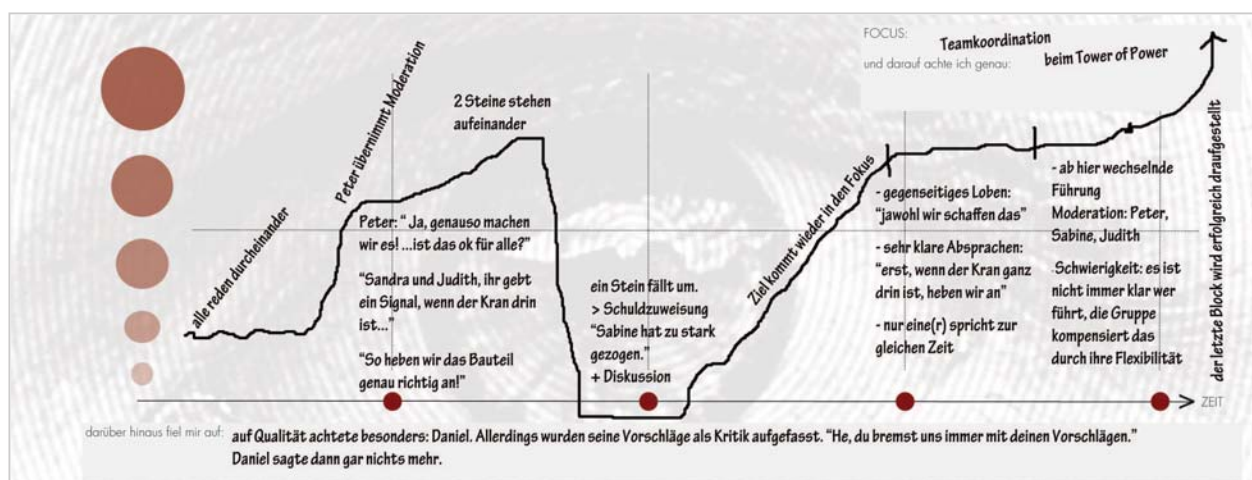 FOCUS: Teamkoordination
und darauf achte ich genau: beim Tower of Power
alle reden durcheinander
Peter übernimmt Moderation
2 Steine stehen
aufeinander
Peter: “ Ja, genauso machen
wir es! ...ist das ok für alle?”
“Sandra und Judith, ihr gebt
ein Signal, wenn der Kran drin
ist...”
“So heben wir das Bauteil
genau richtig an!”
ein Stein fällt um.
> Schuldzuweisung
“Sabine hat zu stark
gezogen.”
+ Diskussion
Ziel kommt wieder in den Fokus
- gegenseitiges Loben:
“jawohl wir schaffen das”
- sehr klare Absprachen:
“erst, wenn der Kran ganz
drin ist, heben wir an”
- nur eine(r) spricht zur
gleichen Zeit
- ab hier wechselnde
Führung
Moderation: Peter,
Sabine, Judith
Schwierigkeit: es ist
nicht immer klar wer
führt, die Gruppe
kompensiert das
durch ihre Flexibilität
der letzte Block wird erfolgreich draufgestellt
ZEIT
darüber hinaus fiel mir auf: auf Qualität achtete besonders: Daniel. Allerdings wurden seine Vorschläge als Kritik aufgefasst. “He, du bremst uns immer mit deinen Vorschlägen.”
Daniel sagte dann gar nichts mehr.